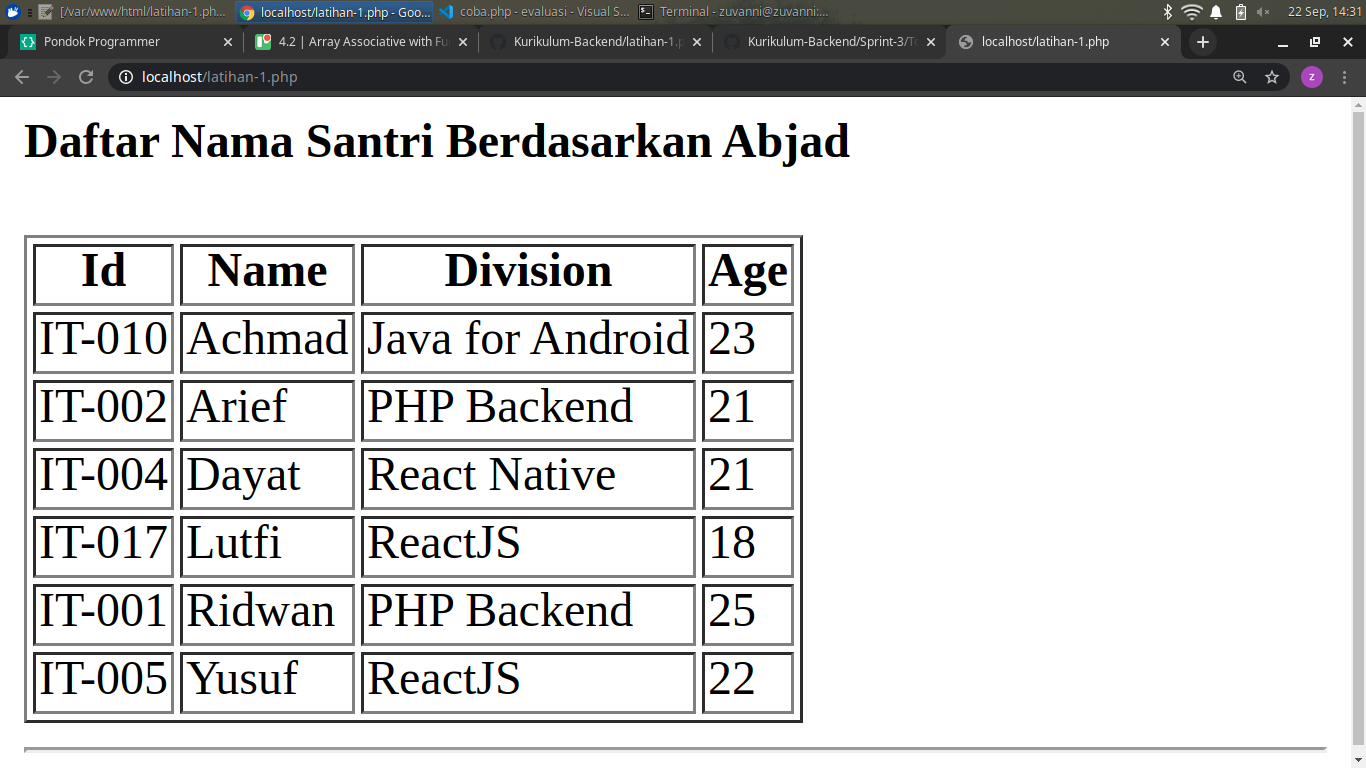 [/var/www/html/latihan-1.ph... localhost/latihan-1.php - Goo... coba.php - evaluasi - Visual S... Terminal - zuvanni@zuvanni:... 22 Sep, 14:31
Pondok Programmer 4.2 | Array Associative with Fu Kurikulum-Backend/latihan-1.p Kurikulum-Backend/Sprint-3/To localhost/latihan-1.php
localhost/latihan-1.php z
Daftar Nama Santri Berdasarkan Abjad
Id Name Division Age
IT-010 Achmad Java for Android 23
IT-002 Arief PHP Backend 21
IT-004 Dayat React Native 21
IT-017 Lutfi ReactJS 18
IT-001 Ridwan PHP Backend 25
IT-005 Yusuf ReactJS 22